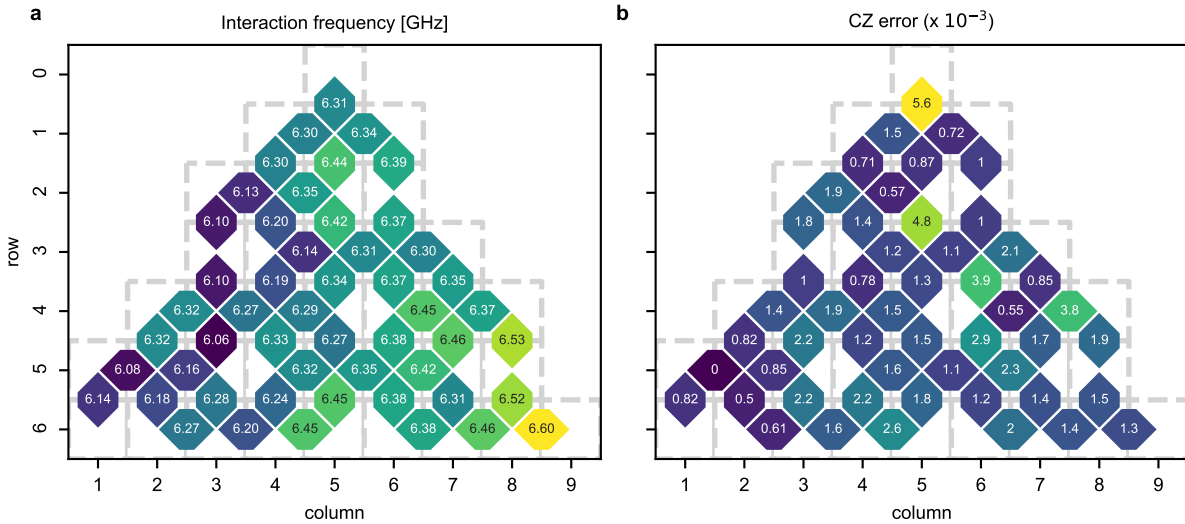 a
Interaction frequency [GHz]
b
CZ error (x 10⁻³)
row
0
1
2
3
4
5
6
6.31
6.30 6.34
6.30 6.44 6.39
6.13 6.35
6.10 6.20 6.42 6.37
6.14 6.31 6.30
6.10 6.19 6.34 6.37 6.35
6.32 6.27 6.29 6.45 6.37
6.32 6.06 6.33 6.27 6.38 6.46 6.53
6.08 6.16 6.32 6.35 6.42
6.14 6.18 6.28 6.24 6.45 6.38 6.31 6.52
6.27 6.20 6.45 6.38 6.46 6.60
1 2 3 4 5 6 7 8 9
column
5.6
1.5 0.72
0.71 0.87 1
1.9 0.57
1.8 1.4 4.8 1
1.2 1.1 2.1
1 0.78 1.3 3.9 0.85
1.4 1.9 1.5 0.55 3.8
0.82 2.2 1.2 1.5 2.9 1.7 1.9
0 0.85 1.6 1.1 2.3
0.82 0.5 2.2 2.2 1.8 1.2 1.4 1.5
0.61 1.6 2.6 2 1.4 1.3
1 2 3 4 5 6 7 8 9
column